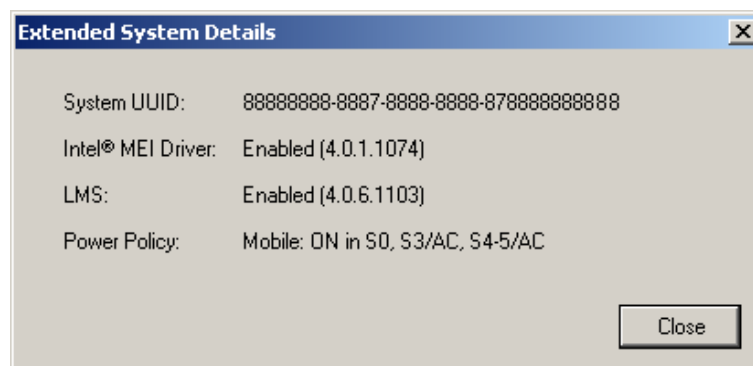 Extended System Details
System UUID: 88888888-8887-8888-8888-878888888888
Intel® MEI Driver: Enabled (4.0.1.1074)
LMS: Enabled (4.0.6.1103)
Power Policy: Mobile: ON in S0, S3/AC, S4-5/AC
Close